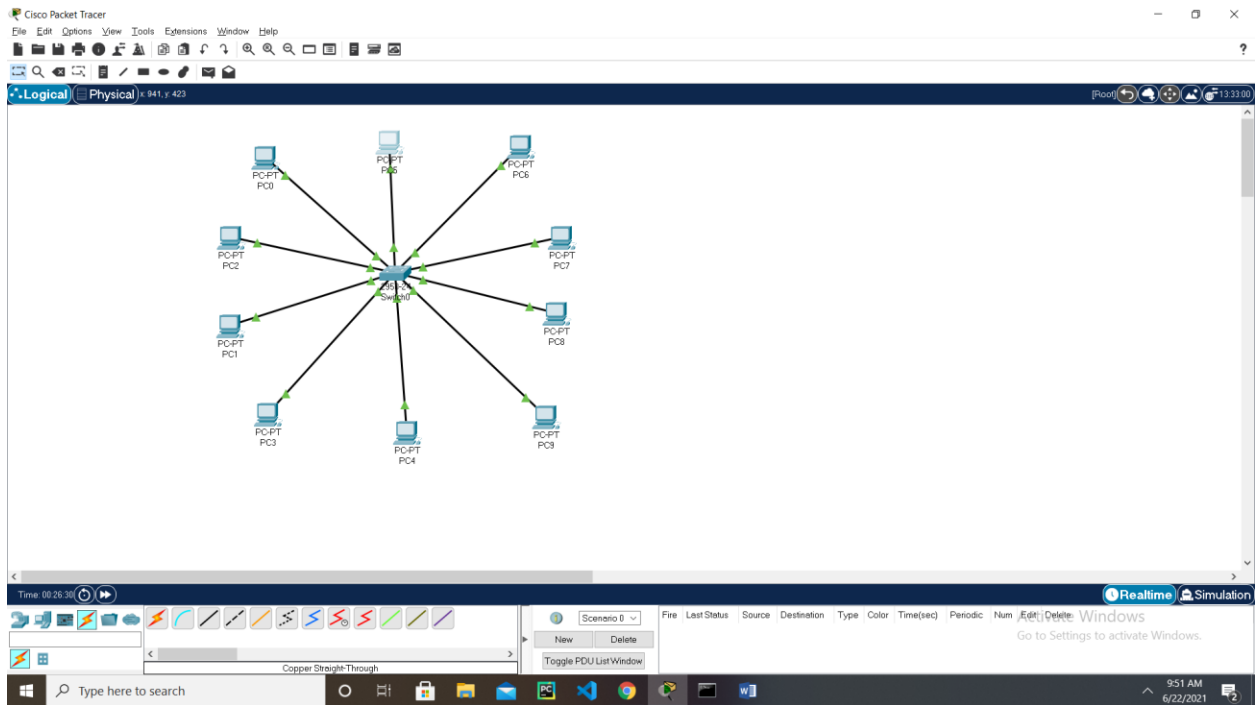 Cisco Packet Tracer
File Edit Options View Tools Extensions Window Help
?
Logical Physical x: 941, y: 423 [Root] 13:33:00
PC-PT
PC0
PC-PT
PC5
PC-PT
PC6
PC-PT
PC2
PC-PT
PC7
2950-24
Switch0
PC-PT
PC1
PC-PT
PC8
PC-PT
PC3
PC-PT
PC4
PC-PT
PC9
Time: 00:26:30 Realtime Simulation
Scenario 0
Fire Last Status Source Destination Type Color Time(sec) Periodic Num Edit Delete
New Delete
Toggle PDU List Window
Copper Straight-Through
Activate Windows
Go to Settings to activate Windows.
Type here to search
PC
W
9:51 AM
6/22/2021
2